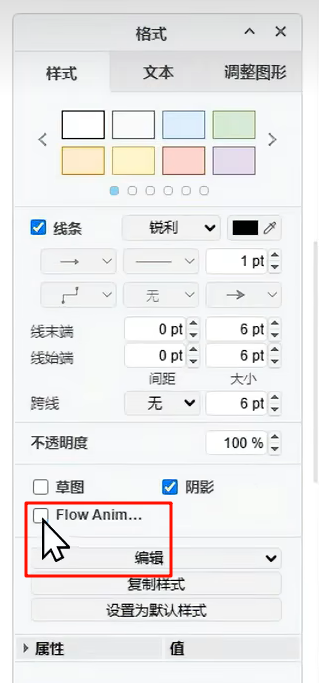 格式
样式 文本 调整图形
线条 锐利
1 pt
无
线末端 0 pt 6 pt
线始端 0 pt 6 pt
间距 大小
跨线 无 6 pt
不透明度 100 %
草图 阴影
Flow Anim...
编辑
复制样式
设置为默认样式
属性 值